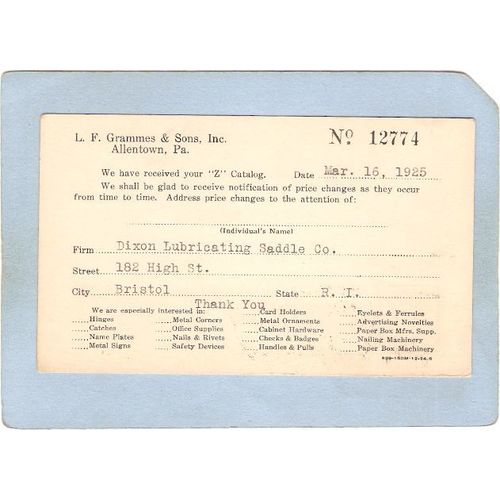 L. F. Grammes & Sons, Inc.
Allentown, Pa.
No 12774
We have received your "Z" Catalog. Date Mar. 16, 1925
We shall be glad to receive notification of price changes as they occur
from time to time. Address price changes to the attention of:
(Individual's Name)
Firm Dixon Lubricating Saddle Co.
Street 182 High St.
City Bristol State R. I.
Thank You
We are especially interested in:
Hinges
Catches
Name Plates
Metal Signs
Metal Corners
Office Supplies
Nails & Rivets
Safety Devices
Card Holders
Metal Ornaments
Cabinet Hardware
Checks & Badges
Handles & Pulls
Eyelets & Ferrules
Advertising Novelties
Paper Box Mfrs. Supp.
Nailing Machinery
Paper Box Machinery